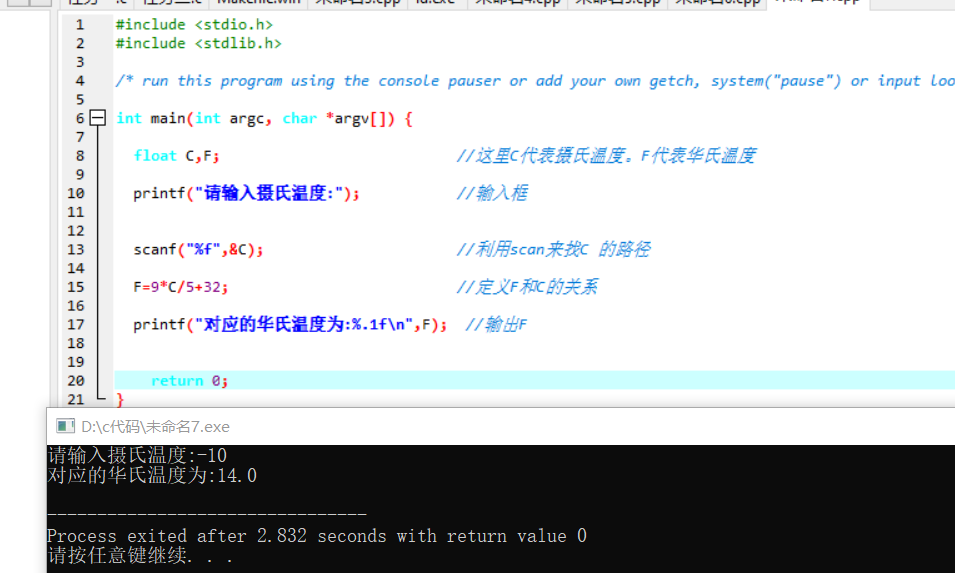 Makefile.win
1 #include <stdio.h>
2 #include <stdlib.h>
3
4 /* run this program using the console pauser or add your own getch, system("pause") or input loo
5
6 int main(int argc, char *argv[]) {
7
8 float C,F; //这里C代表摄氏温度。F代表华氏温度
9
10 printf("请输入摄氏温度:"); //输入框
11
12
13 scanf("%f",&C); //利用scan来找C 的路径
14
15 F=9*C/5+32; //定义F和C的关系
16
17 printf("对应的华氏温度为:%.1f\n",F); //输出F
18
19
20 return 0;
21 }
D:\c代码\未命名7.exe
请输入摄氏温度:-10
对应的华氏温度为:14.0
--------------------------------
Process exited after 2.832 seconds with return value 0
请按任意键继续. . .